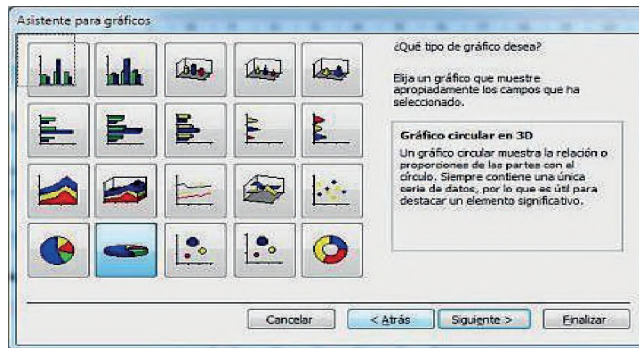 Asistente para gráficos
¿Qué tipo de gráfico desea?
Elija un gráfico que muestre
apropiadamente los campos que ha
seleccionado.
Gráfico circular en 3D
Un gráfico circular muestra la relación o
proporciones de las partes con el
círculo. Siempre contiene una única
serie de datos, por lo que es útil para
destacar un elemento significativo.
Cancelar
< Atrás
Siguiente >
Finalizar